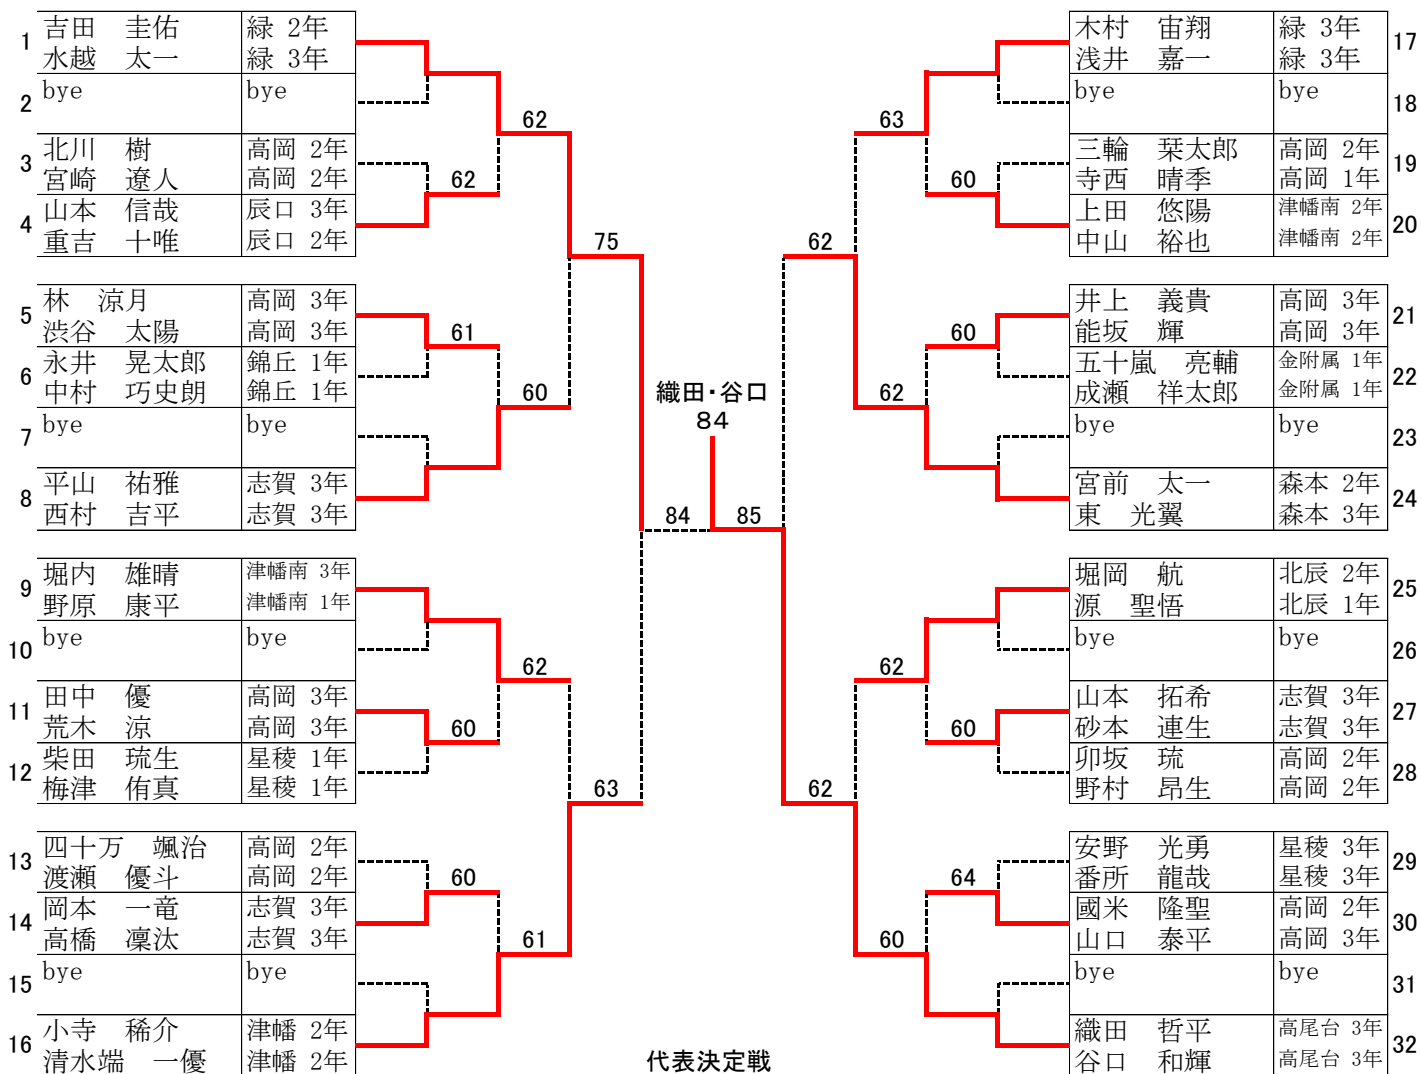 1 吉田 圭佑 緑 2年
水越 太一 緑 3年
2 bye bye
3 北川 樹 高岡 2年
宮崎 遼人 高岡 2年
4 山本 信哉 辰口 3年
重吉 十唯 辰口 2年
5 林 涼月 高岡 3年
渋谷 太陽 高岡 3年
6 永井 晃太郎 錦丘 1年
中村 巧史朗 錦丘 1年
7 bye bye
8 平山 祐雅 志賀 3年
西村 吉平 志賀 3年
9 堀内 雄晴 津幡南 3年
野原 康平 津幡南 1年
10 bye bye
11 田中 優 高岡 3年
荒木 涼 高岡 3年
12 柴田 琉生 星稜 1年
梅津 侑真 星稜 1年
13 四十万 颯治 高岡 2年
渡瀬 優斗 高岡 2年
14 岡本 一竜 志賀 3年
高橋 凜汰 志賀 3年
15 bye bye
16 小寺 稀介 津幡 2年
清水端 一優 津幡 2年
62
62
75
61
60
62
60
63
60
61
84
織田・谷口
84
85
63
60
62
60
62
62
60
62
64
60
代表決定戦
木村 宙翔 緑 3年 17
浅井 嘉一 緑 3年
bye bye 18
三輪 栞太郎 高岡 2年 19
寺西 晴季 高岡 1年
上田 悠陽 津幡南 2年 20
中山 裕也 津幡南 2年
井上 義貴 高岡 3年 21
能坂 輝 高岡 3年
五十嵐 亮輔 金附属 1年 22
成瀬 祥太郎 金附属 1年
bye bye 23
宮前 太一 森本 2年 24
東 光翼 森本 3年
堀岡 航 北辰 2年 25
源 聖悟 北辰 1年
bye bye 26
山本 拓希 志賀 3年 27
砂本 連生 志賀 3年
卯坂 琉 高岡 2年 28
野村 昂生 高岡 2年
安野 光勇 星稜 3年 29
番所 龍哉 星稜 3年
國米 隆聖 高岡 2年 30
山口 泰平 高岡 3年
bye bye 31
織田 哲平 高尾台 3年 32
谷口 和輝 高尾台 3年